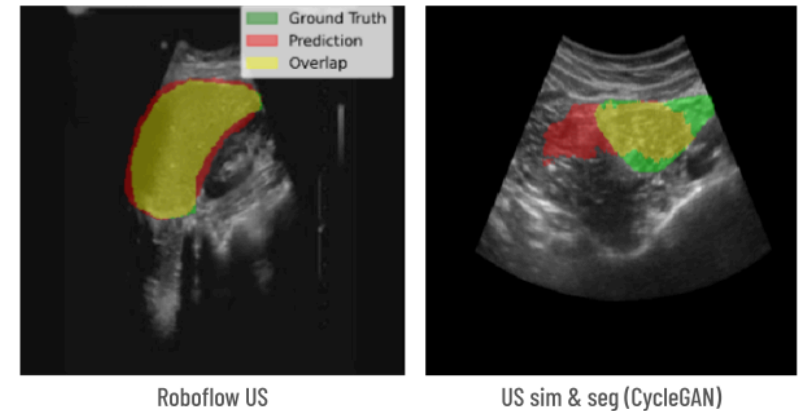 Ground Truth
Prediction
Overlap
Roboflow US
US sim & seg (CycleGAN)